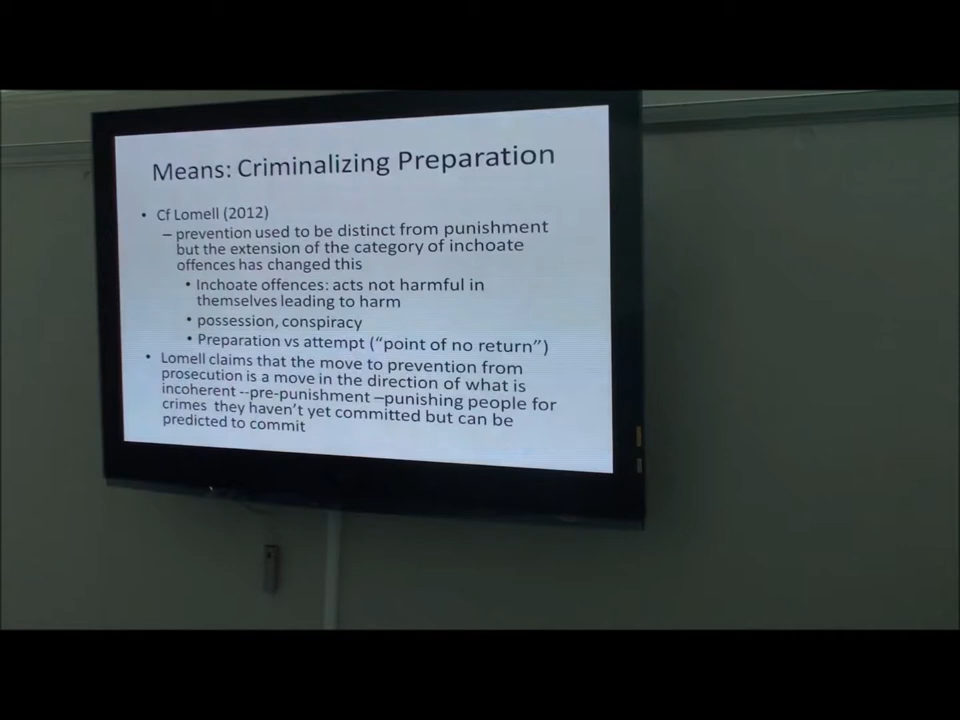 Means: Criminalizing Preparation
• Cf Lomell (2012)
– prevention used to be distinct from punishment
but the extension of the category of inchoate
offences has changed this
• Inchoate offences: acts not harmful in
themselves leading to harm
• possession, conspiracy
• Preparation vs attempt (“point of no return”)
• Lomell claims that the move to prevention from
prosecution is a move in the direction of what is
incoherent --pre-punishment –punishing people for
crimes they haven’t yet committed but can be
predicted to commit